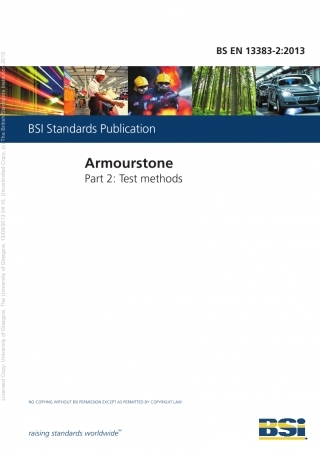 BS EN 13383-2:2013
BSI Standards Publication
Armourstone
Part 2: Test methods
NO COPYING WITHOUT BSI PERMISSION EXCEPT AS PERMITTED BY COPYRIGHT LAW
raising standards worldwide™
BSi
Licensed Copy: University of Glasgow, The University of Glasgow, 13/09/2013 04:10, Uncontrolled Copy, (c) The British Standards Institution 2013